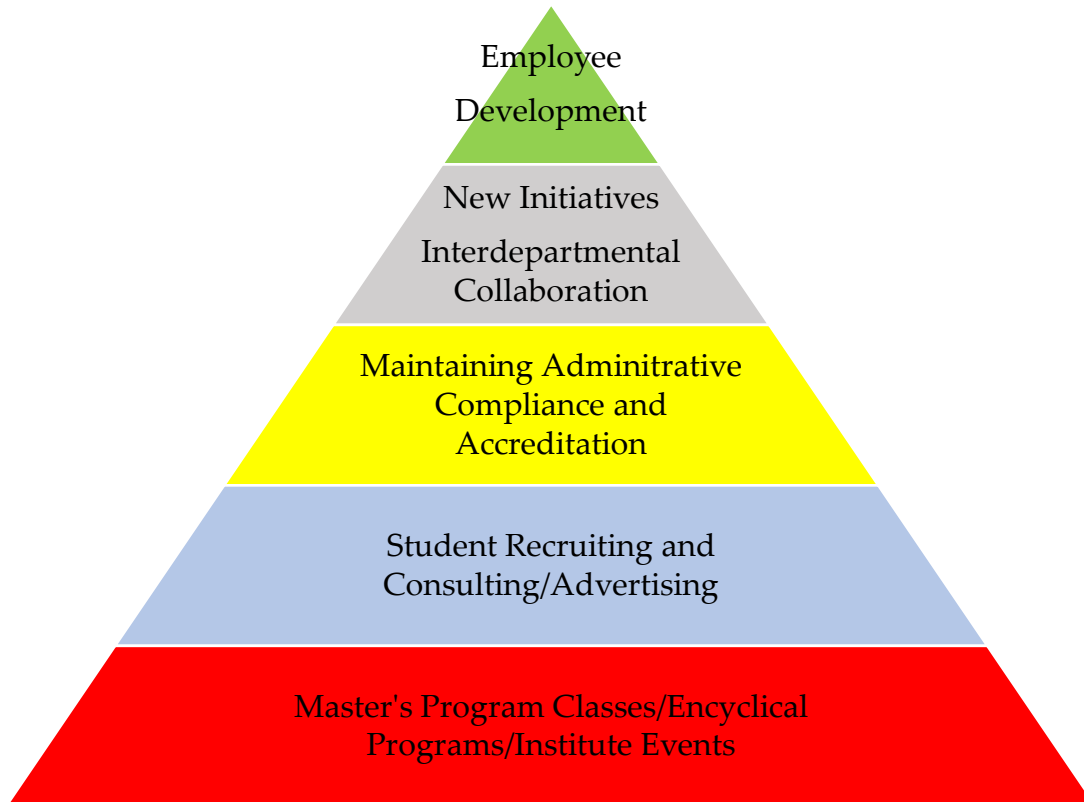 Employee
Development
New Initiatives
Interdepartmental
Collaboration
Maintaining Adminitrative
Compliance and
Accreditation
Student Recruiting and
Consulting/Advertising
Master's Program Classes/Encyclical
Programs/Institute Events